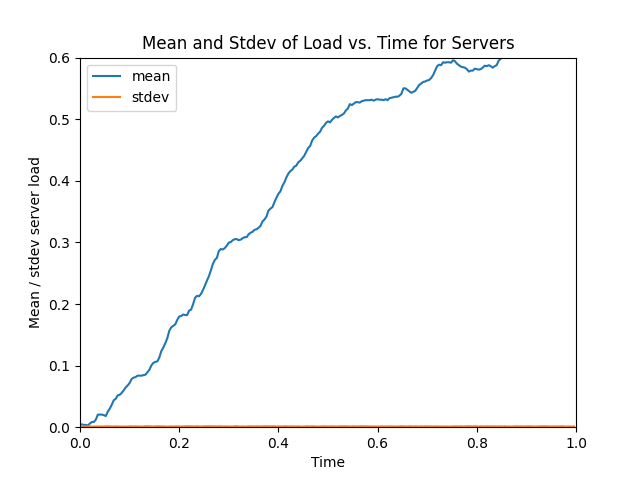 Mean and Stdev of Load vs. Time for Servers
mean
stdev
Mean / stdev server load
0.6
0.5
0.4
0.3
0.2
0.1
0.0
0.0 0.2 0.4 0.6 0.8 1.0
Time